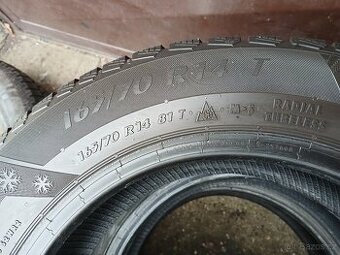 165/70 R14 T
165/70 R14 81 T M+S RADIAL
TUBELESS